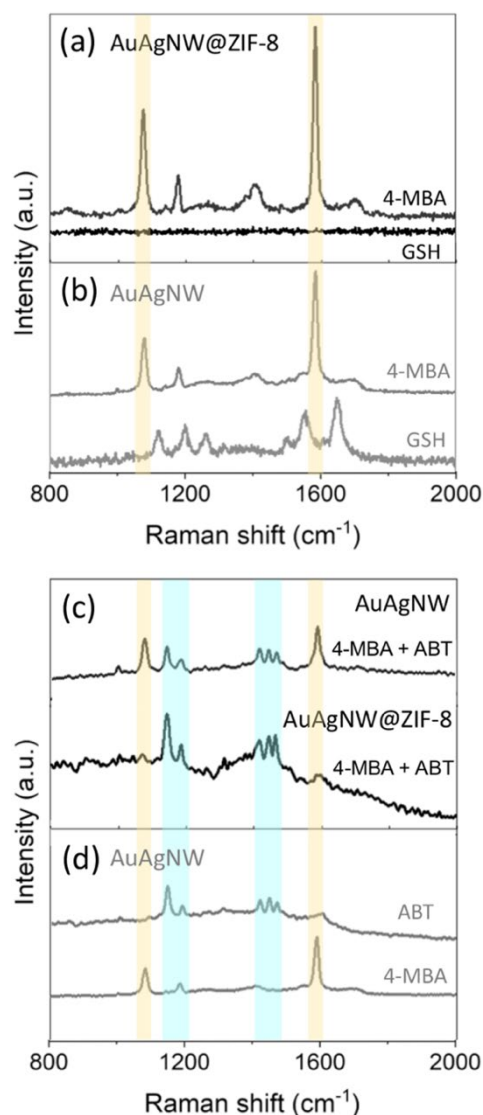 (a) AuAgNW@ZIF-8
4-MBA
GSH
(b) AuAgNW
4-MBA
GSH
Intensity (a.u.)
800 1200 1600 2000
Raman shift (cm⁻¹)
(c) AuAgNW
4-MBA + ABT
AuAgNW@ZIF-8
4-MBA + ABT
(d) AuAgNW
ABT
4-MBA
Intensity (a.u.)
800 1200 1600 2000
Raman shift (cm⁻¹)